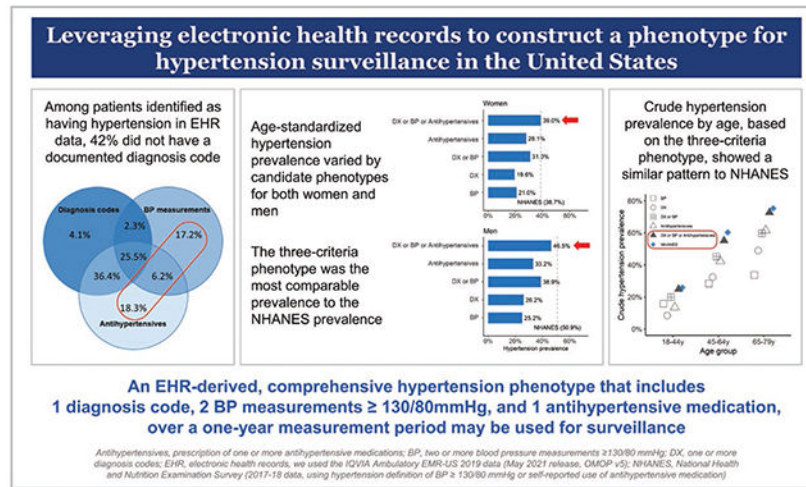 Leveraging electronic health records to construct a phenotype for
hypertension surveillance in the United States
Among patients identified as
having hypertension in EHR
data, 42% did not have a
documented diagnosis code
Diagnosis codes
BP measurements
4.1%
2.3%
17.2%
25.5%
36.4%
6.2%
18.3%
Antihypertensives
Age-standardized
hypertension
prevalence varied by
candidate phenotypes
for both women and
men
The three-criteria
phenotype was the
most comparable
prevalence to the
NHANES prevalence
Women
DX or BP or Antihypertensives
39.0%
Antihypertensives
28.1%
DX or BP
31.0%
DX
19.6%
BP
21.0%
NHANES (38.7%)
0% 20% 40% 60%
Men
DX or BP or Antihypertensives
46.5%
Antihypertensives
33.2%
DX or BP
38.9%
DX
26.2%
BP
25.2%
NHANES (50.9%)
0% 20% 40% 60%
Hypertension prevalence
Crude hypertension
prevalence by age, based
on the three-criteria
phenotype, showed a
similar pattern to NHANES
BP
DX
DX or BP
Antihypertensives
DX or BP or Antihypertensives
NHANES
80%
60%
40%
20%
0%
Crude hypertension prevalence
18-44y 45-64y 65-79y
Age group
An EHR-derived, comprehensive hypertension phenotype that includes
1 diagnosis code, 2 BP measurements ≥ 130/80mmHg, and 1 antihypertensive medication,
over a one-year measurement period may be used for surveillance
Antihypertensives, prescription of one or more antihypertensive medications; BP, two or more blood pressure measurements ≥130/80 mmHg; DX, one or more
diagnosis codes; EHR, electronic health records, we used the IQVIA Ambulatory EMR-US 2019 data (May 2021 release, OMOP v5); NHANES, National Health
and Nutrition Examination Survey (2017-18 data, using hypertension definition of BP ≥ 130/80 mmHg or self-reported use of antihypertensive medication)